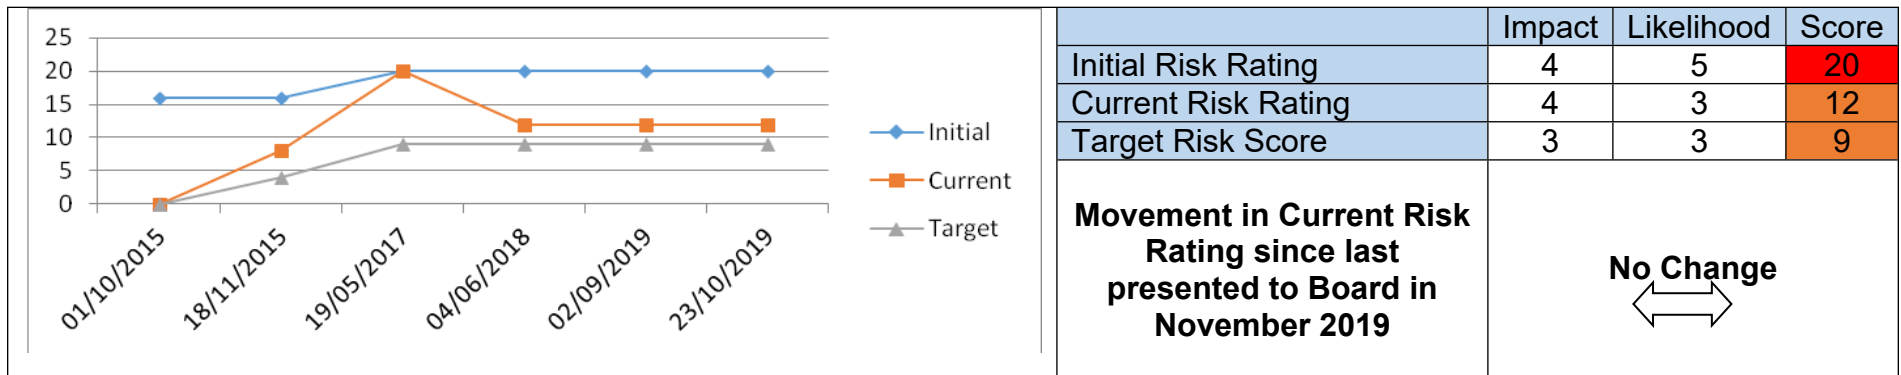 25
20
15
10
5
0
01/10/2015
18/11/2015
19/05/2017
04/06/2018
02/09/2019
23/10/2019
Initial
Current
Target
Impact Likelihood Score
Initial Risk Rating 4 5 20
Current Risk Rating 4 3 12
Target Risk Score 3 3 9
Movement in Current Risk
Rating since last
presented to Board in
November 2019
No Change